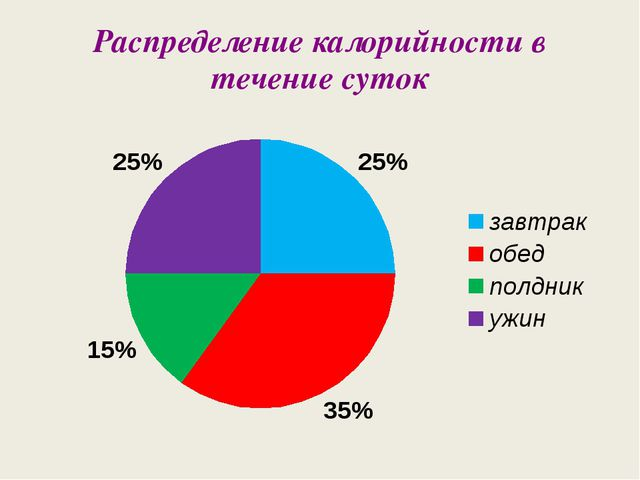 Распределение калорийности в
течение суток
25%
25%
15%
35%
завтрак
обед
полдник
ужин